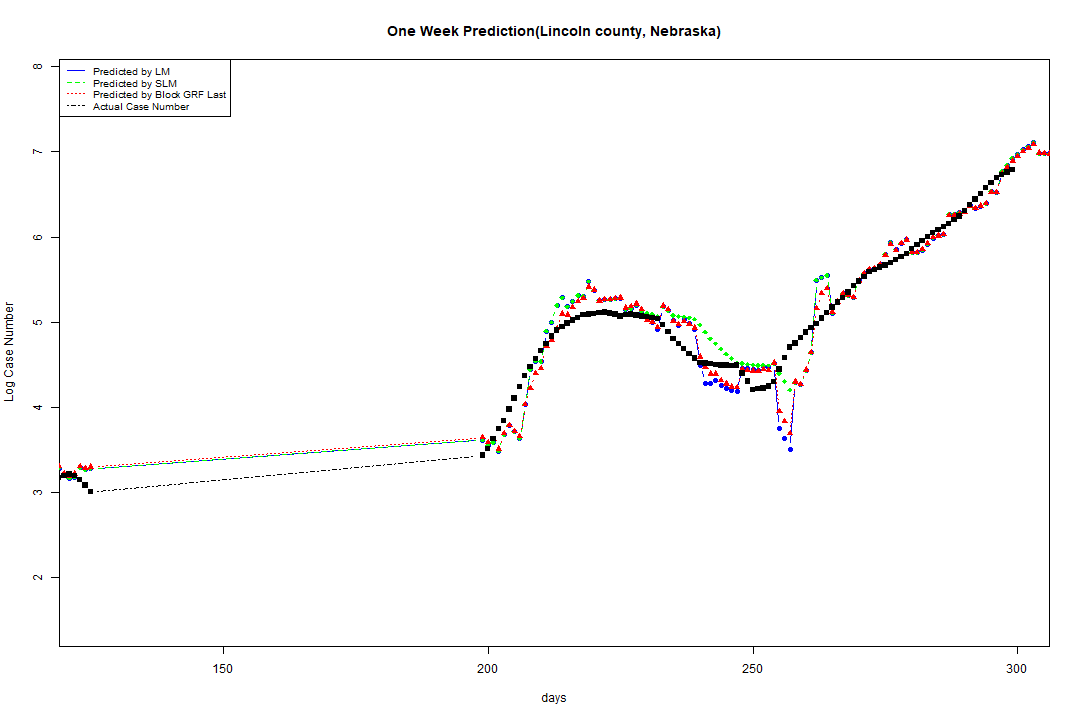 One Week Prediction(Lincoln county, Nebraska)
Predicted by LM
Predicted by SLM
Predicted by Block GRF Last
Actual Case Number
8
7
6
5
4
3
2
Log Case Number
150
200
250
300
days